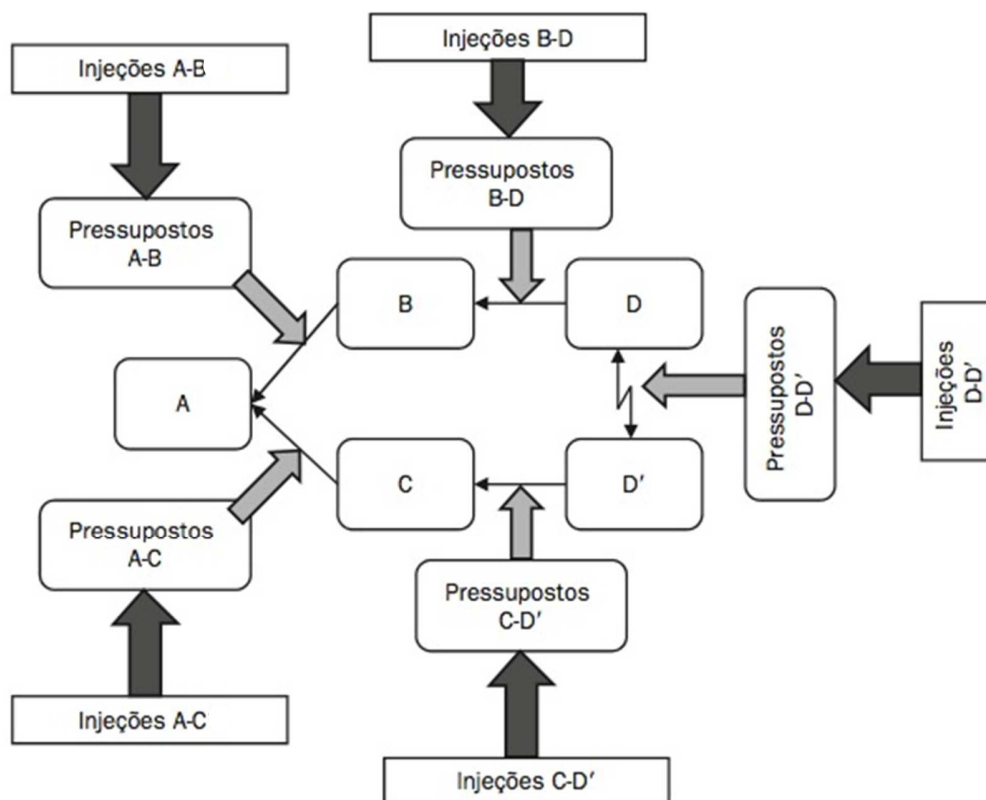 Injeções A-B
Injeções B-D
Pressupostos
A-B
Pressupostos
B-D
B
D
A
C
D′
Pressupostos
D-D′
Injeções
D-D′
Pressupostos
A-C
Pressupostos
C-D′
Injeções A-C
Injeções C-D′